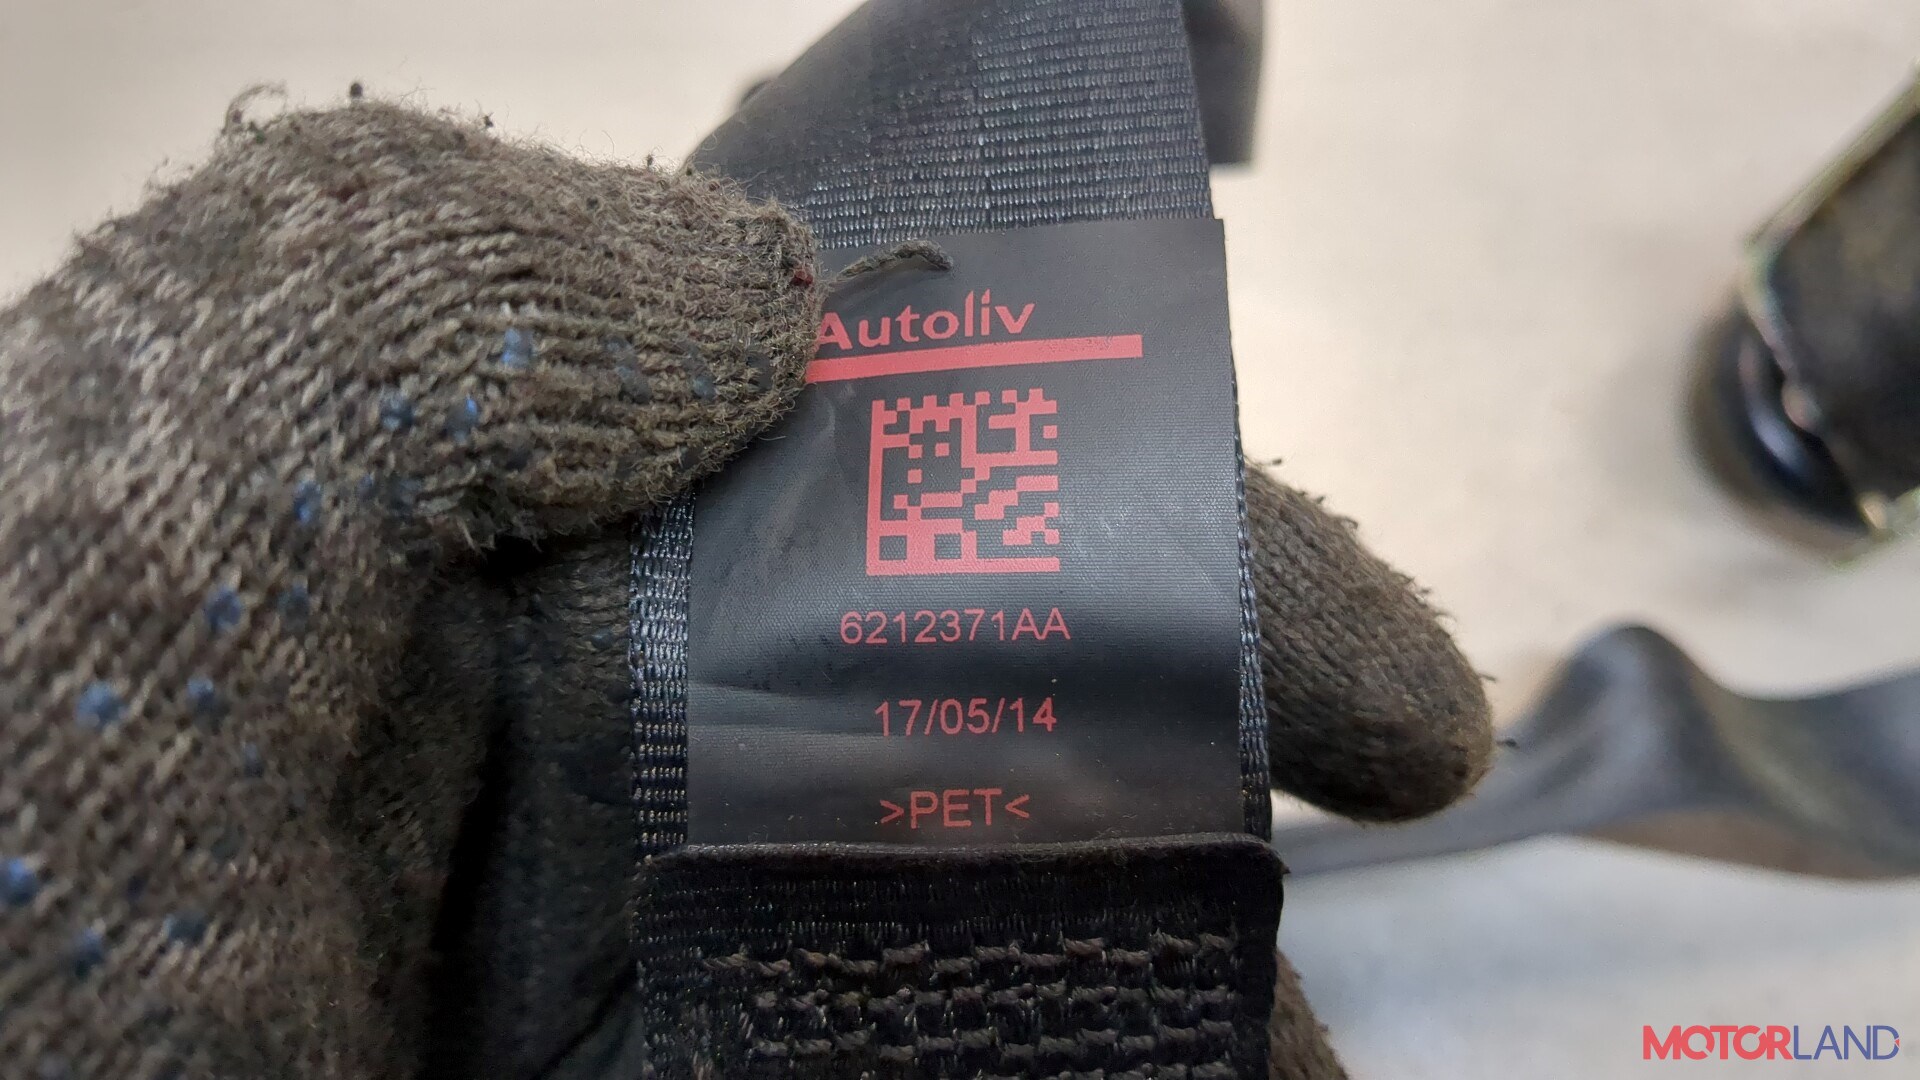 Autoliv
6212371AA
17/05/14
>PET<
MOTORLAND